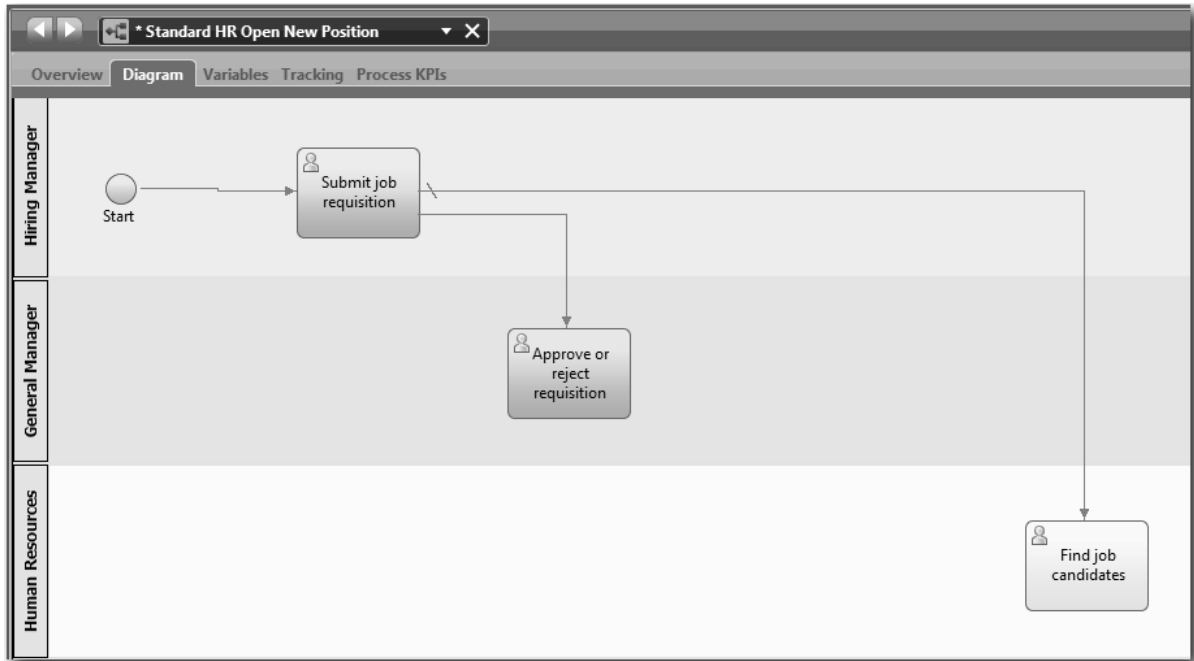 * Standard HR Open New Position
Overview Diagram Variables Tracking Process KPIs
Hiring Manager
Start
Submit job
requisition
General Manager
Approve or
reject
requisition
Human Resources
Find job
candidates